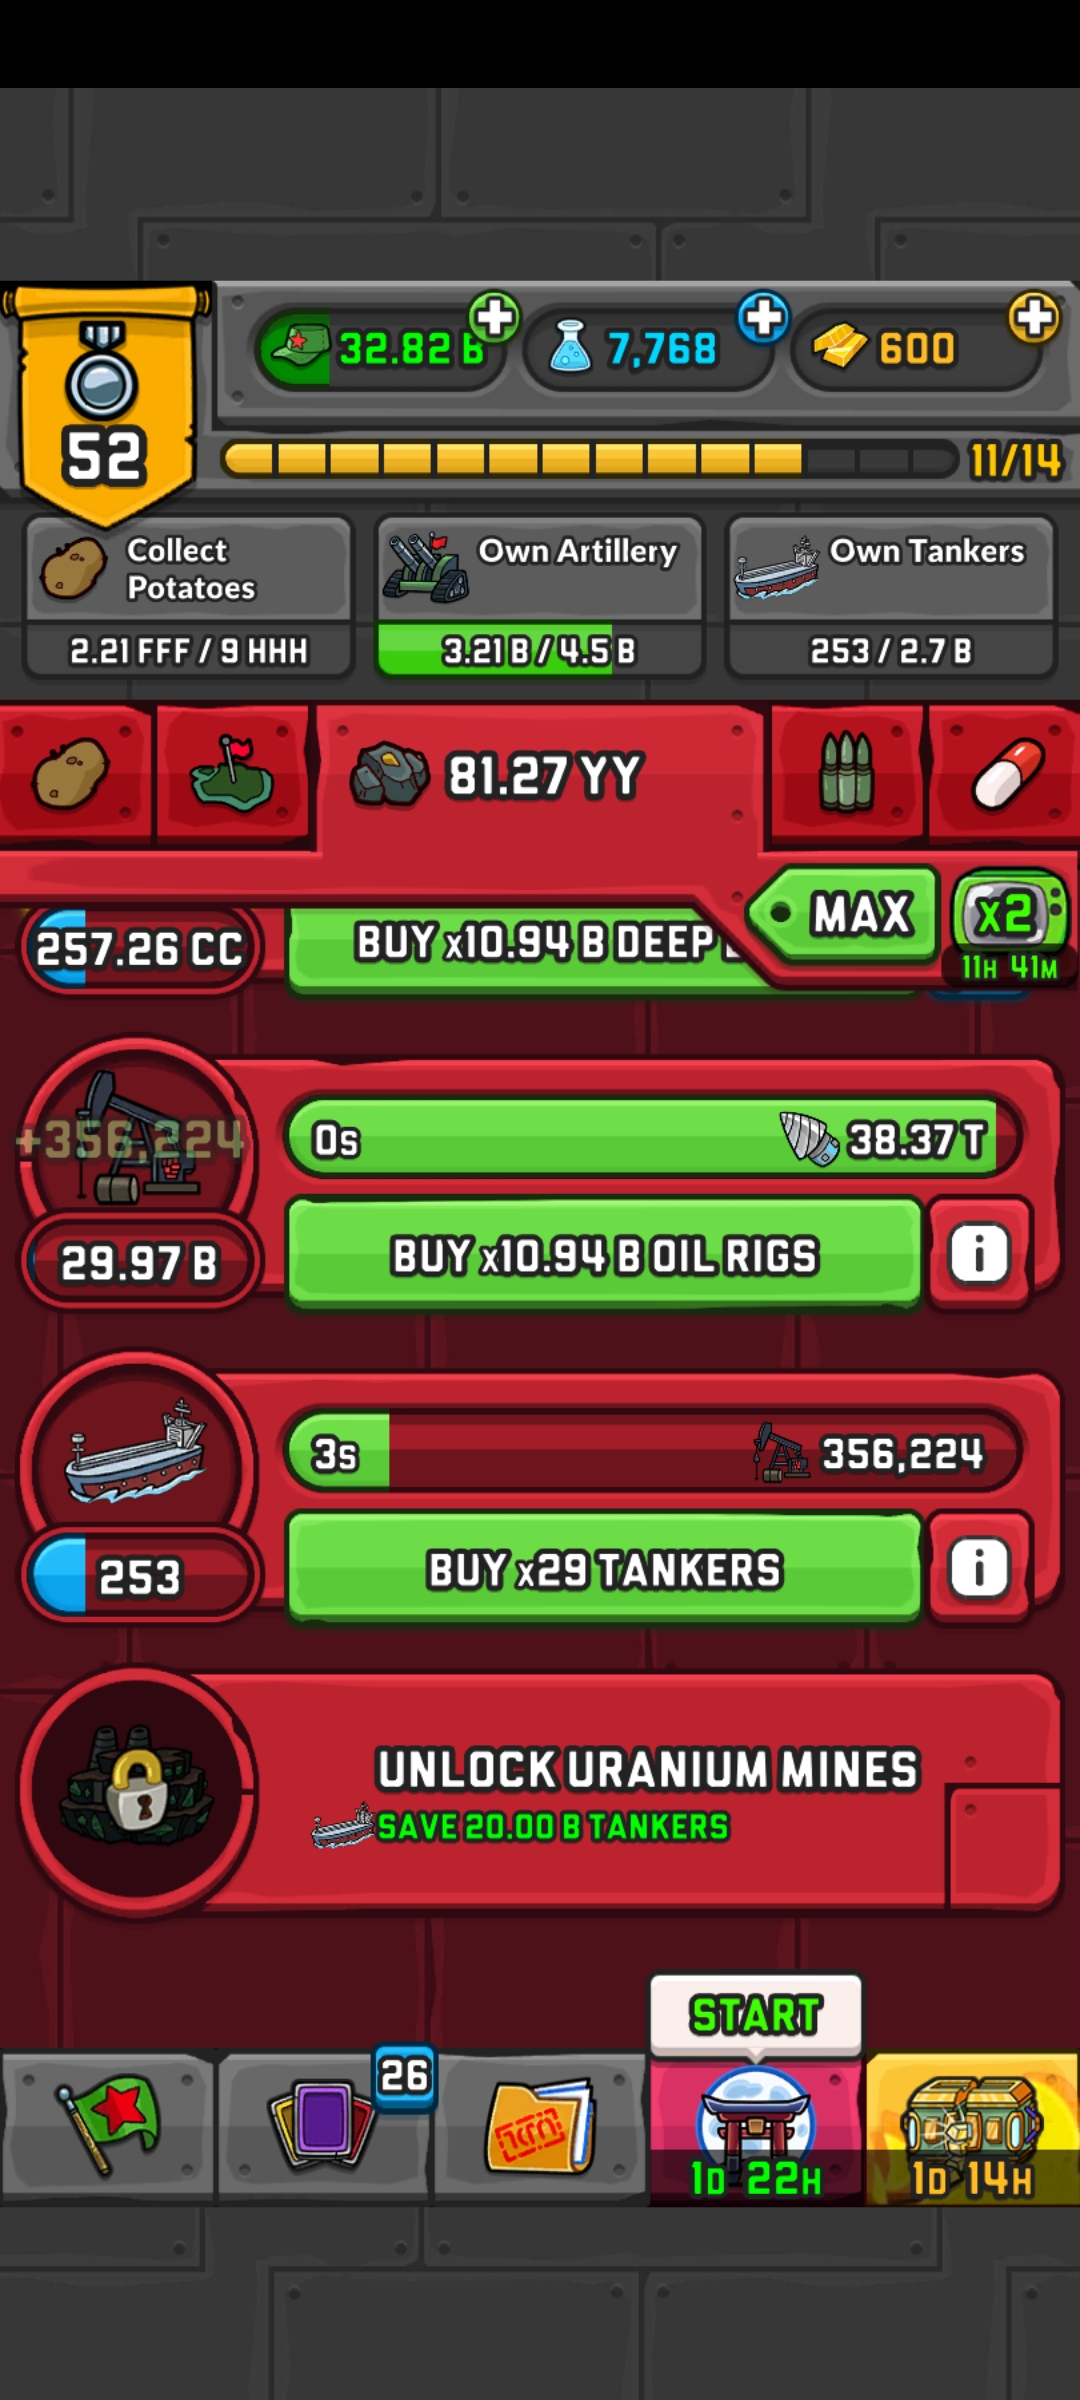 32.82 B
7,768
600
52
11/14
Collect
Potatoes
Own Artillery
Own Tankers
2.21 FFF / 9 HHH
3.21 B / 4.5 B
253 / 2.7 B
81.27 YY
MAX
x2
11H 41M
257.26 CC
BUY x10.94 B DEEP
+356,224
0s
38.37 T
29.97 B
BUY x10.94 B OIL RIGS
i
3s
356,224
253
BUY x29 TANKERS
i
UNLOCK URANIUM MINES
SAVE 20.00 B TANKERS
START
26
1D 22H
1D 14H